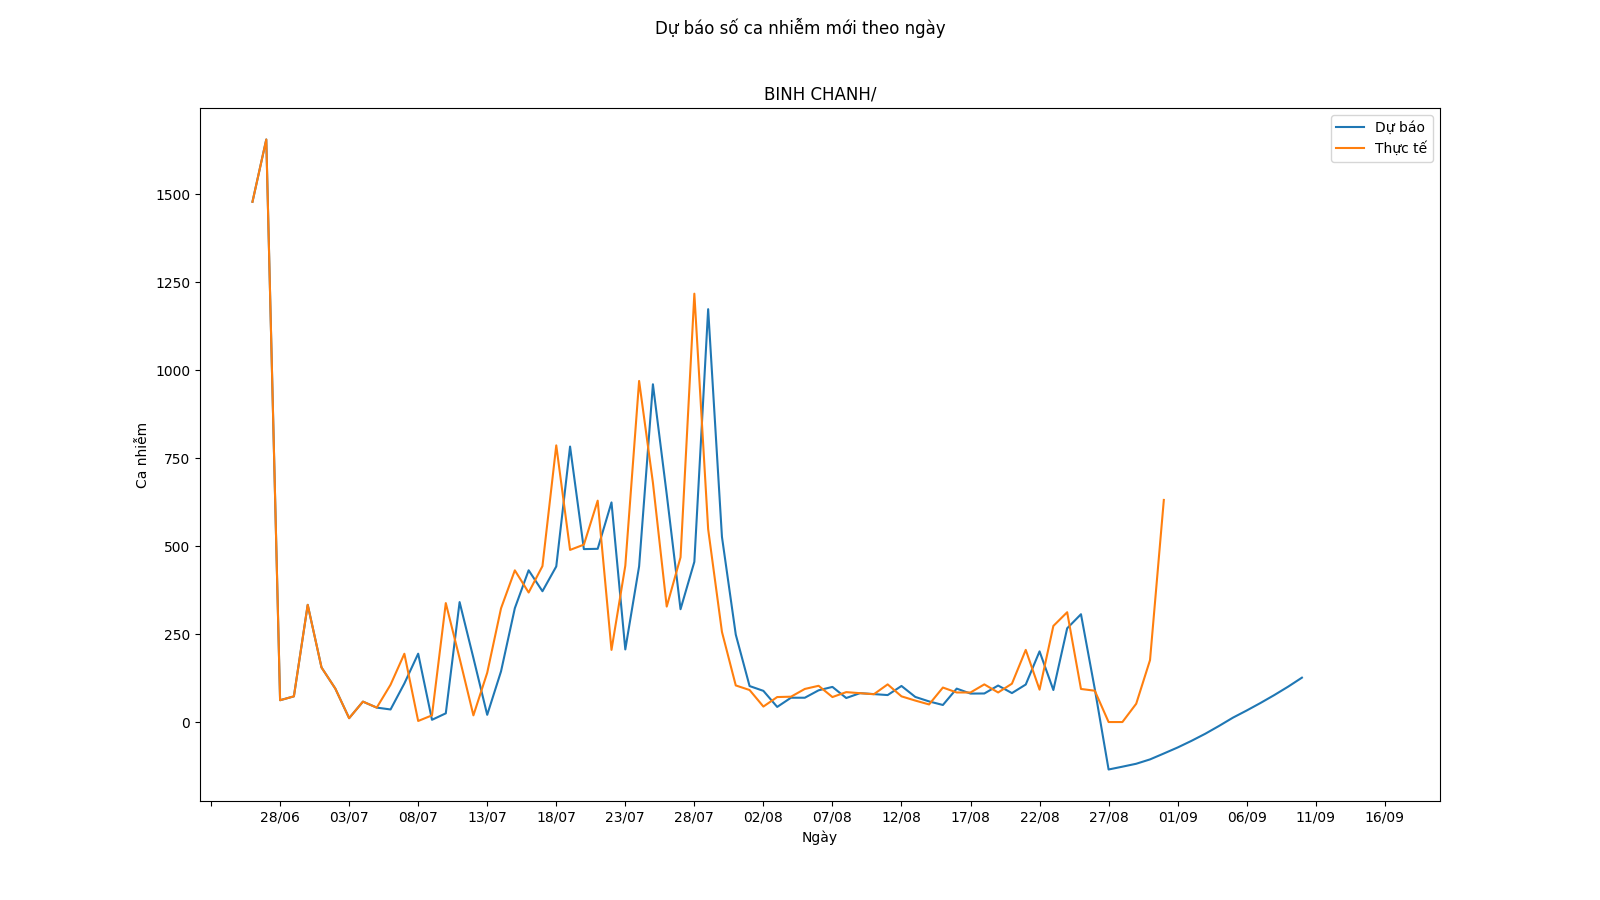 Dự báo số ca nhiễm mới theo ngày
BINH CHANH/
Dự báo
Thực tế
1500
1250
1000
750
500
250
0
Ca nhiễm
28/06 03/07 08/07 13/07 18/07 23/07 28/07 02/08 07/08 12/08 17/08 22/08 27/08 01/09 06/09 11/09 16/09
Ngày